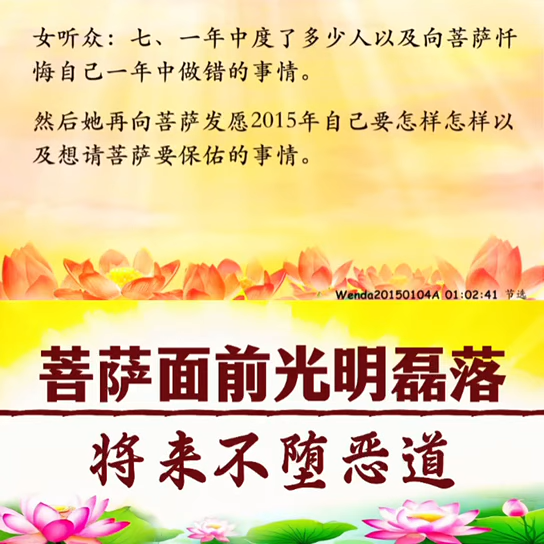 女听众：七、一年中度了多少人以及向菩萨忏
悔自己一年中做错的事情。
然后她再向菩萨发愿2015年自己要怎样怎样以
及想请菩萨要保佑的事情。
Wenda20150104A 01:02:41 节选
菩萨面前光明磊落
将来不堕恶道